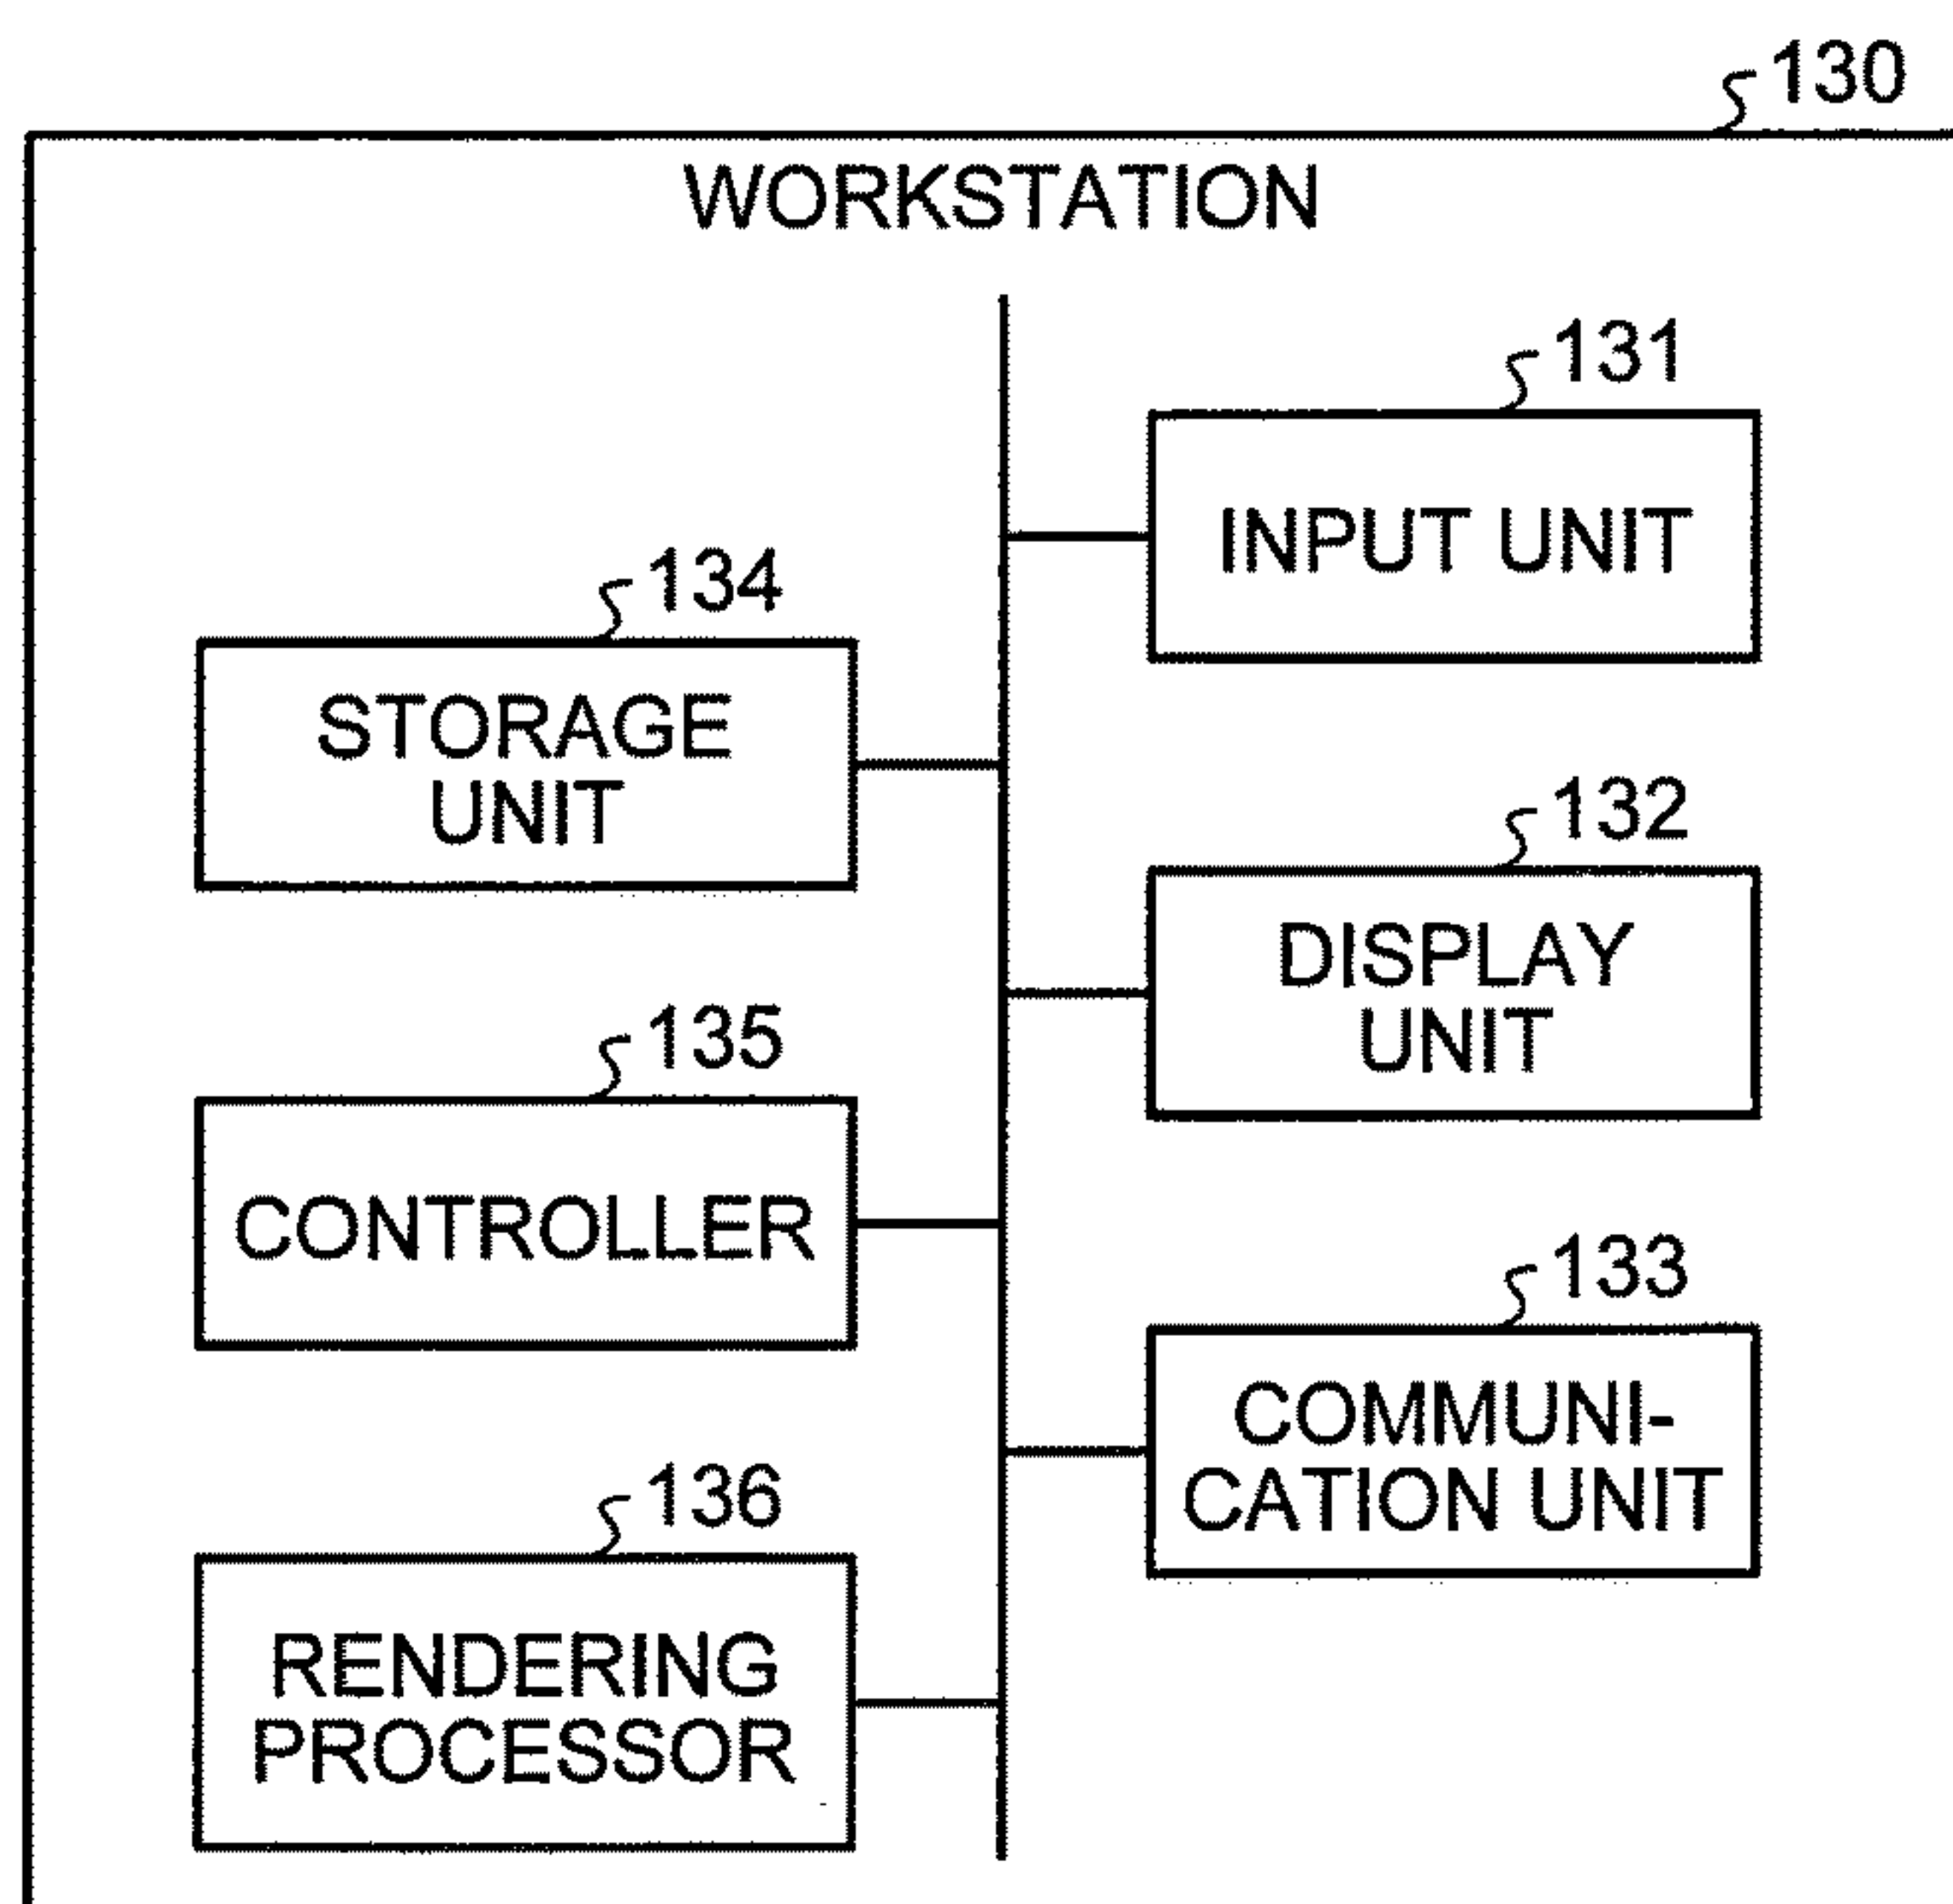 130
WORKSTATION
131
INPUT UNIT
134
STORAGE
UNIT
132
DISPLAY
UNIT
135
CONTROLLER
133
COMMUNI-
CATION UNIT
136
RENDERING
PROCESSOR